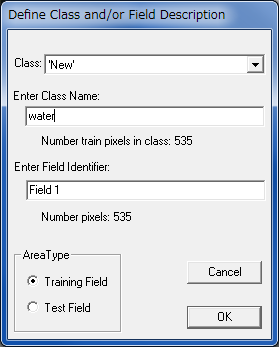 Define Class and/or Field Description
Class: 'New'
Enter Class Name:
water
Number train pixels in class: 535
Enter Field Identifier:
Field 1
Number pixels: 535
AreaType
Training Field
Test Field
Cancel
OK